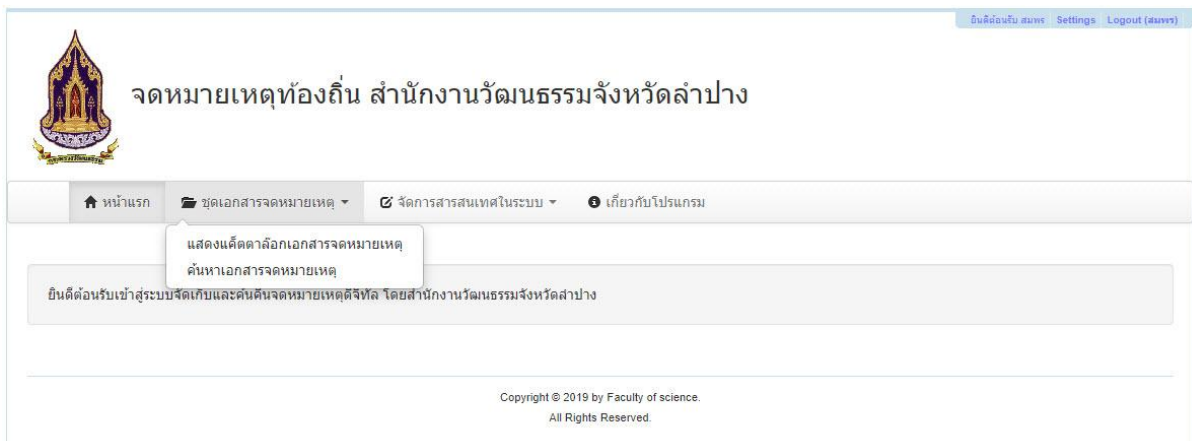 ยินดีต้อนรับ สมพร Settings Logout (สมพร)
จดหมายเหตุท้องถิ่น สำนักงานวัฒนธรรมจังหวัดลำปาง
หน้าแรก ชุดเอกสารจดหมายเหตุ จัดการสารสนเทศในระบบ เกี่ยวกับโปรแกรม
แสดงแค็ตตาล๊อกเอกสารจดหมายเหตุ
ค้นหาเอกสารจดหมายเหตุ
ยินดีต้อนรับเข้าสู่ระบบจัดเก็บและค้นคืนจดหมายเหตุดิจิทัล โดยสำนักงานวัฒนธรรมจังหวัดลำปาง
Copyright © 2019 by Faculty of science.
All Rights Reserved.